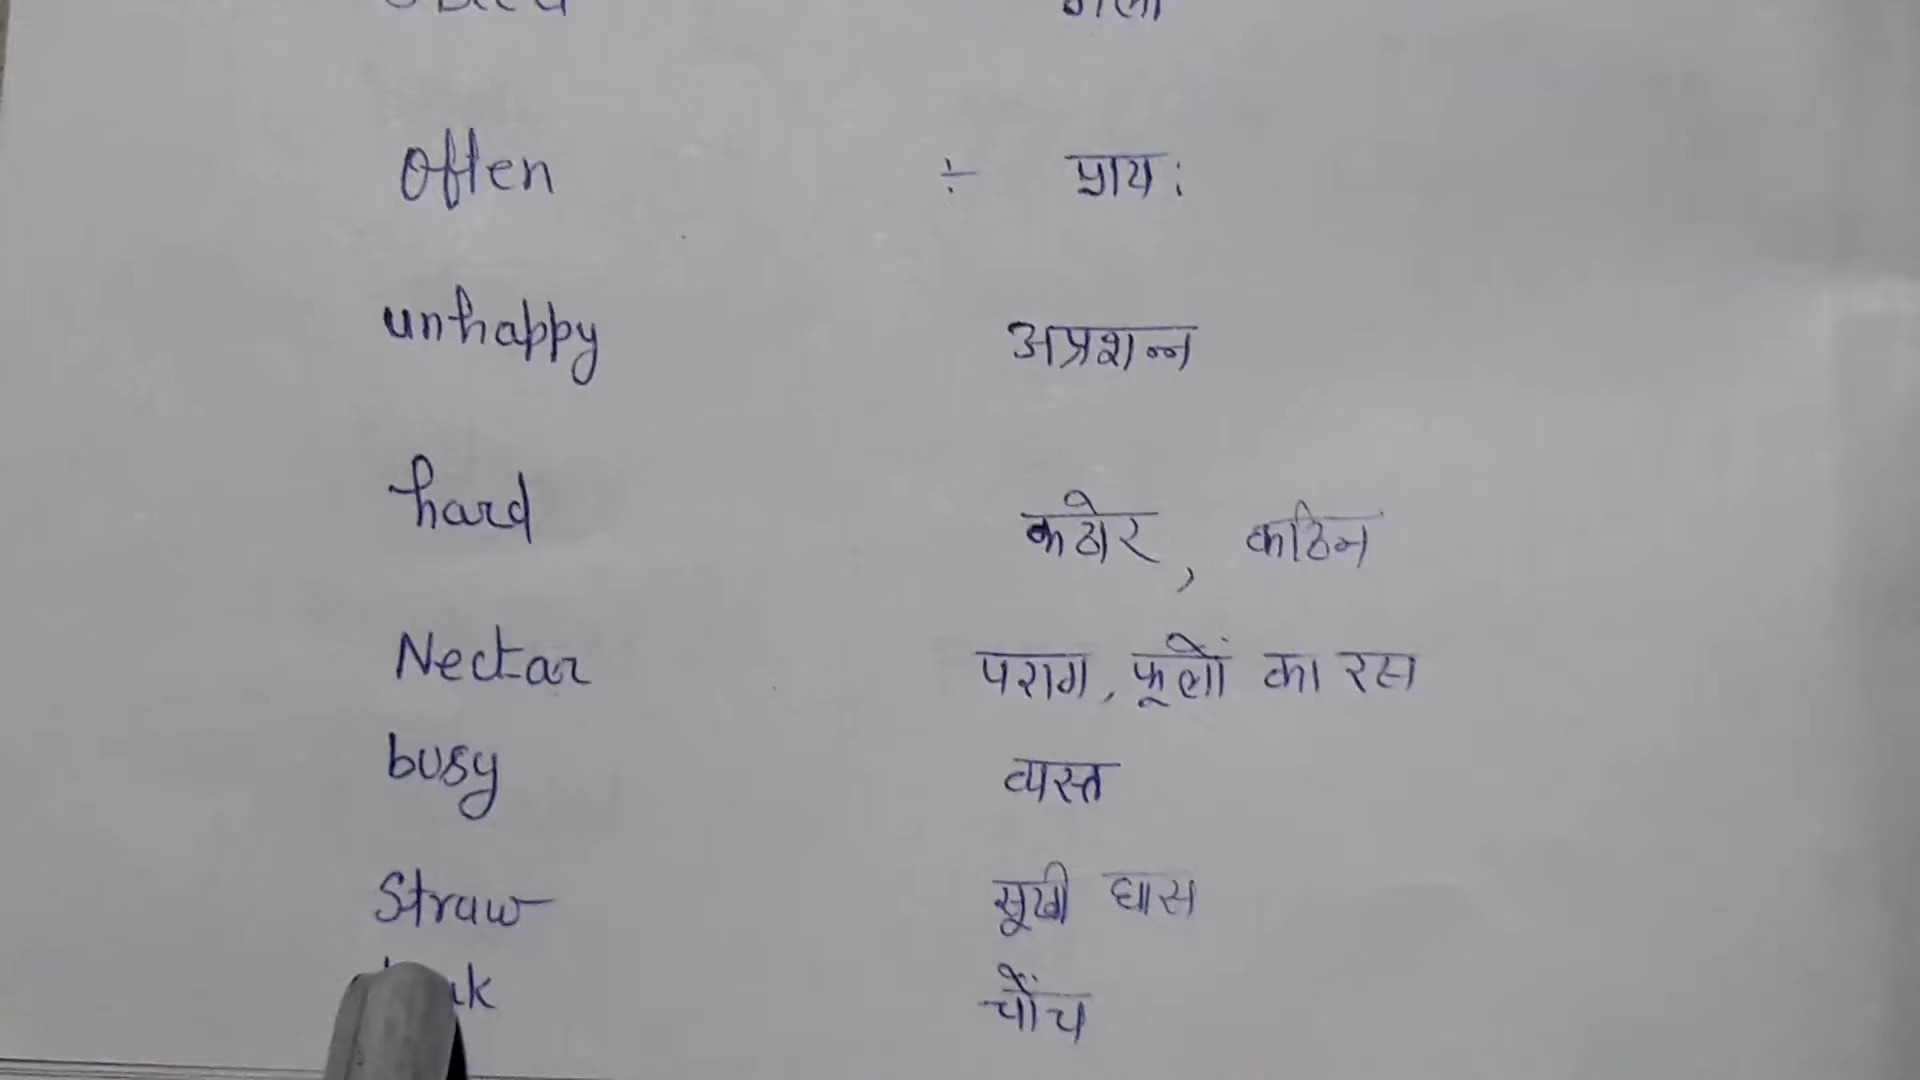 often ÷ प्राय:
unhappy अप्रशन्न
hard कठोर, कठिन
Nectar पराग, फूलों का रस
busy व्यस्त
Straw सूखी घास
चोंच